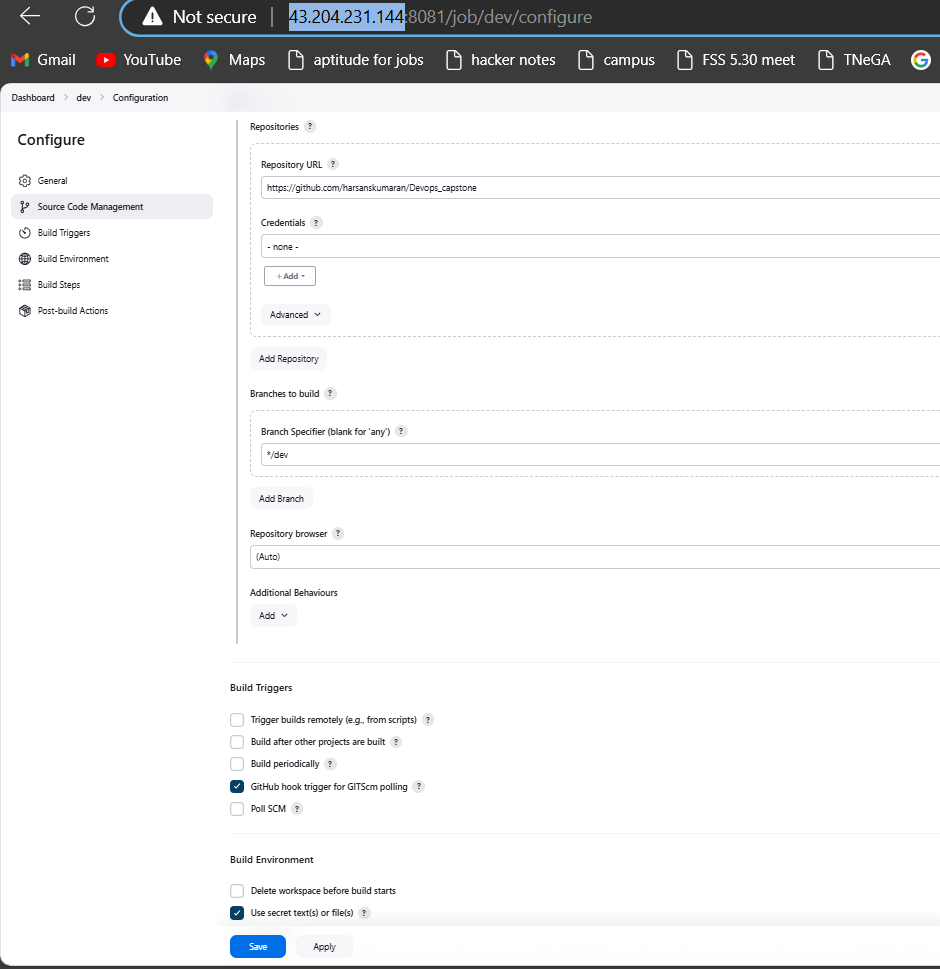 Not secure | 43.204.231.144:8081/job/dev/configure
Gmail YouTube Maps aptitude for jobs hacker notes campus FSS 5.30 meet TNeGA G
Dashboard > dev > Configuration
Configure
General
Source Code Management
Build Triggers
Build Environment
Build Steps
Post-build Actions
Repositories ?
Repository URL ?
https://github.com/harsanskumaran/Devops_capstone
Credentials ?
- none -
+ Add
Advanced
Add Repository
Branches to build ?
Branch Specifier (blank for 'any') ?
*/dev
Add Branch
Repository browser ?
(Auto)
Additional Behaviours
Add
Build Triggers
Trigger builds remotely (e.g., from scripts) ?
Build after other projects are built ?
Build periodically ?
GitHub hook trigger for GITScm polling ?
Poll SCM ?
Build Environment
Delete workspace before build starts
Use secret text(s) or file(s) ?
Save Apply